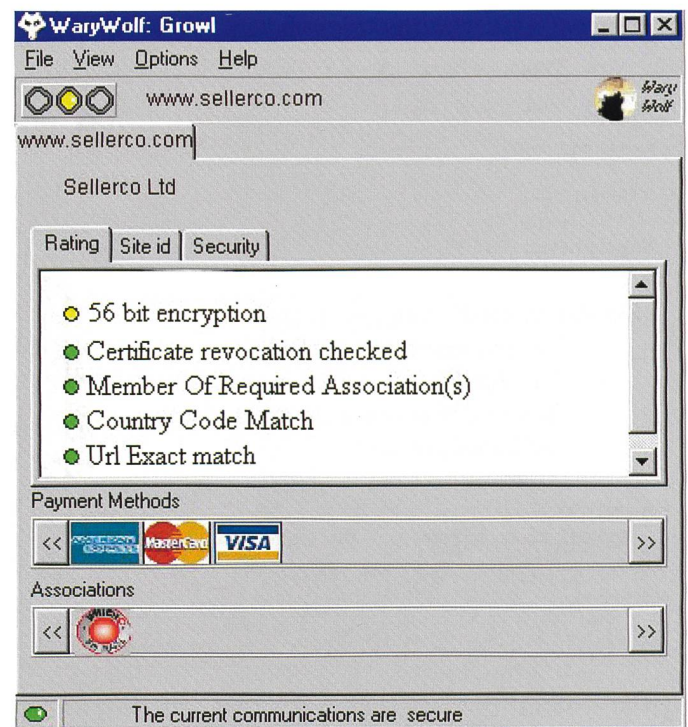 WaryWolf: Growl
File View Options Help
www.sellerco.com
Wary
Wolf
www.sellerco.com
Sellerco Ltd
Rating Site id Security
56 bit encryption
Certificate revocation checked
Member Of Required Association(s)
Country Code Match
Url Exact match
Payment Methods
<< AMERICAN EXPRESS MasterCard VISA >>
Associations
<< >>
The current communications are secure